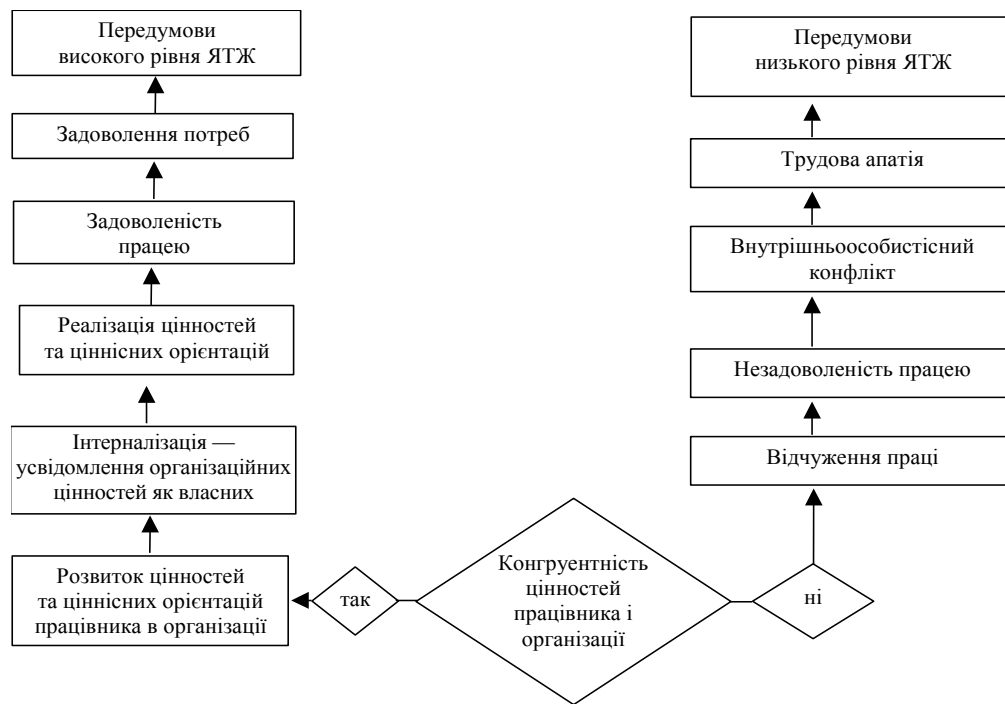 Передумови
високого рівня ЯТЖ
Задоволення потреб
Задоволеність
працею
Реалізація цінностей
та ціннісних орієнтацій
Інтерналізація —
усвідомлення організаційних
цінностей як власних
Розвиток цінностей
та ціннісних орієнтацій
працівника в організації
так
Конгруентність
цінностей
працівника і
організації
ні
Передумови
низького рівня ЯТЖ
Трудова апатія
Внутрішньоособистісний
конфлікт
Незадоволеність працею
Відчуження праці